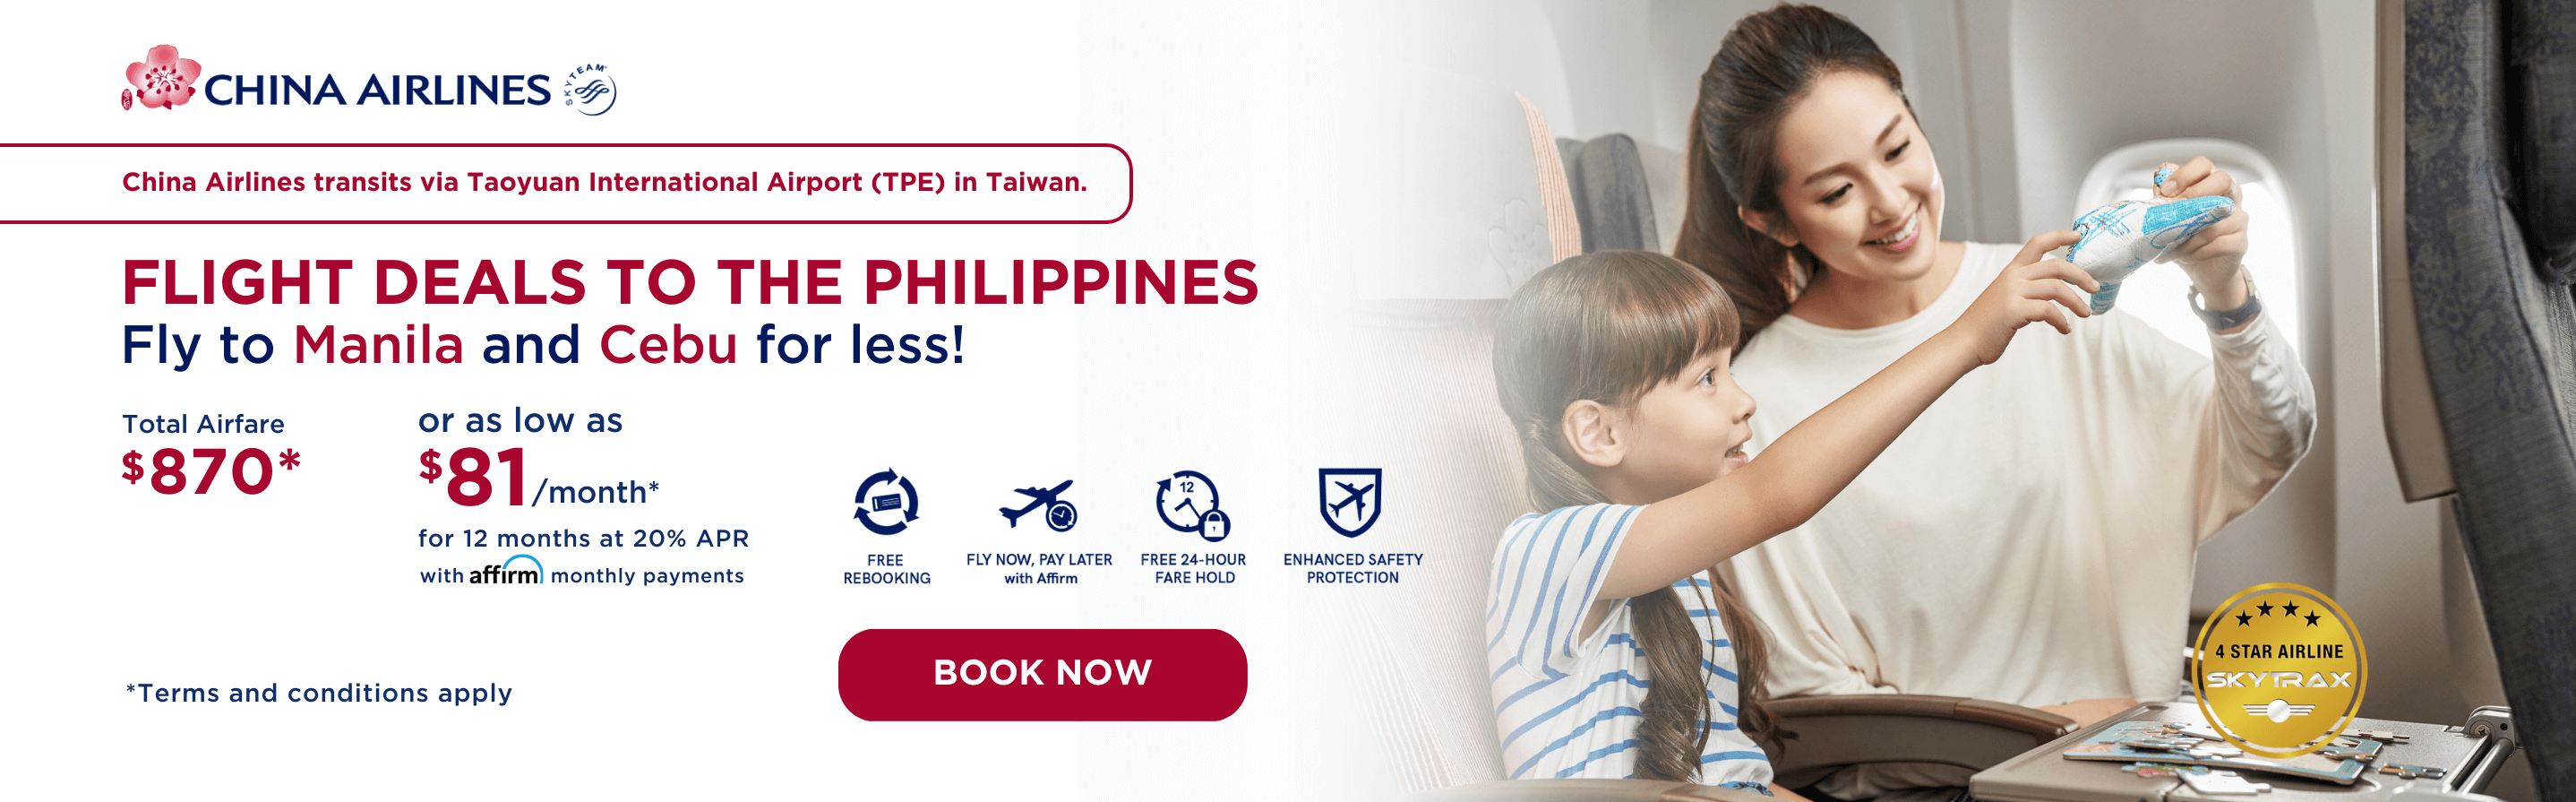 CHINA AIRLINES
SKYTEAM
China Airlines transits via Taoyuan International Airport (TPE) in Taiwan.
FLIGHT DEALS TO THE PHILIPPINES
Fly to Manila and Cebu for less!
Total Airfare
$870*
or as low as
$81/month*
for 12 months at 20% APR
with affirm monthly payments
12
FREE
REBOOKING
FLY NOW, PAY LATER
with Affirm
FREE 24-HOUR
FARE HOLD
ENHANCED SAFETY
PROTECTION
BOOK NOW
*Terms and conditions apply
4 STAR AIRLINE
SKYTRAX